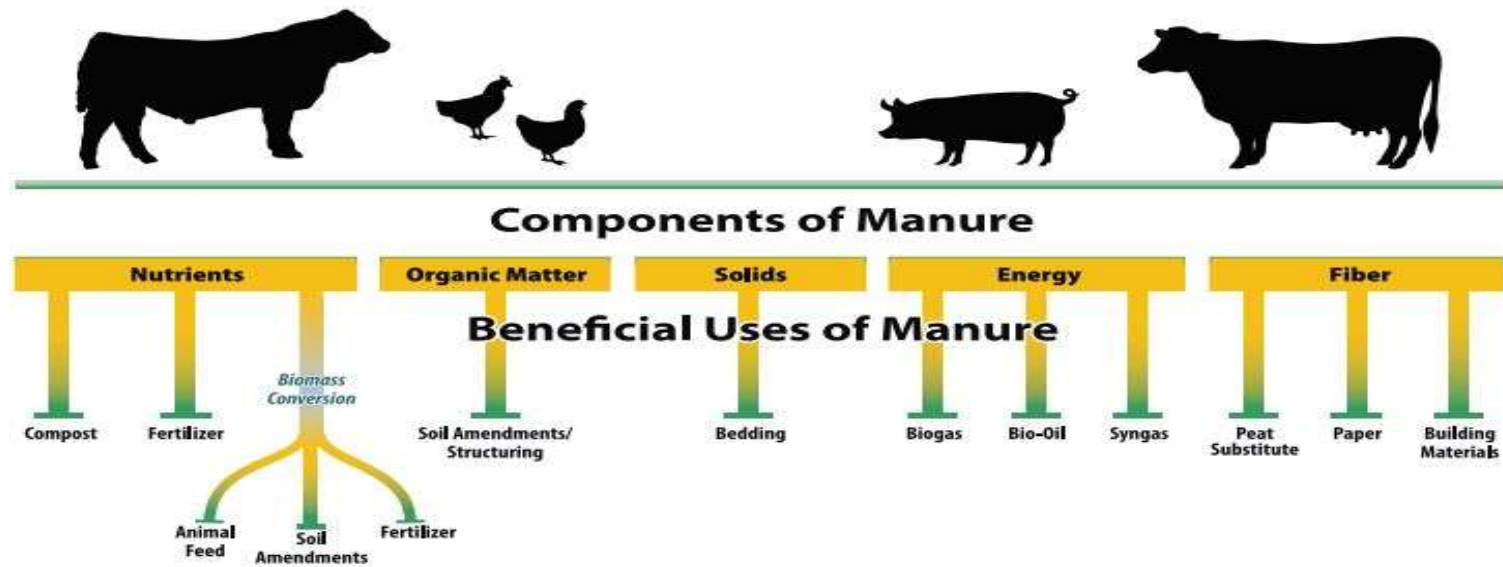 Components of Manure
Nutrients
Organic Matter
Solids
Energy
Fiber
Beneficial Uses of Manure
Biomass
Conversion
Compost
Fertilizer
Soil Amendments/
Structuring
Bedding
Biogas
Bio-Oil
Syngas
Peat
Substitute
Paper
Building
Materials
Animal
Feed
Soil
Amendments
Fertilizer